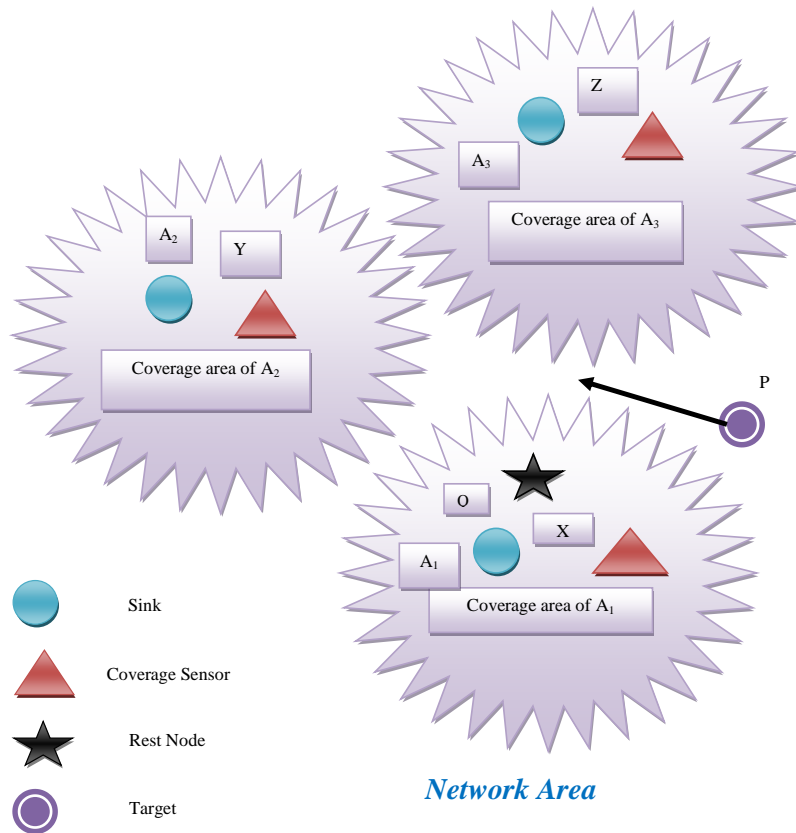 Z
A3
Coverage area of A3
A2
Y
Coverage area of A2
P
O
X
A1
Coverage area of A1
Sink
Coverage Sensor
Rest Node
Target
Network Area